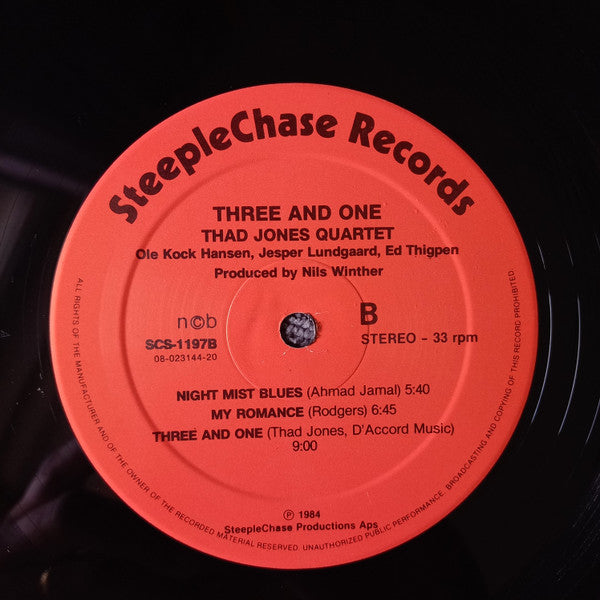 SteepleChase Records
THREE AND ONE
THAD JONES QUARTET
Ole Kock Hansen, Jesper Lundgaard, Ed Thigpen
Produced by Nils Winther
n©b
B
SCS-1197B
STEREO - 33 rpm
08-023144-20
NIGHT MIST BLUES (Ahmad Jamal) 5:40
MY ROMANCE (Rodgers) 6:45
THREE AND ONE (Thad Jones, D'Accord Music)
9:00
℗ 1984
SteepleChase Productions Aps
ALL RIGHTS OF THE MANUFACTURER AND OF THE OWNER OF THE RECORDED MATERIAL RESERVED. UNAUTHORIZED PUBLIC PERFORMANCE, BROADCASTING AND COPYING OF THIS RECORD PROHIBITED.